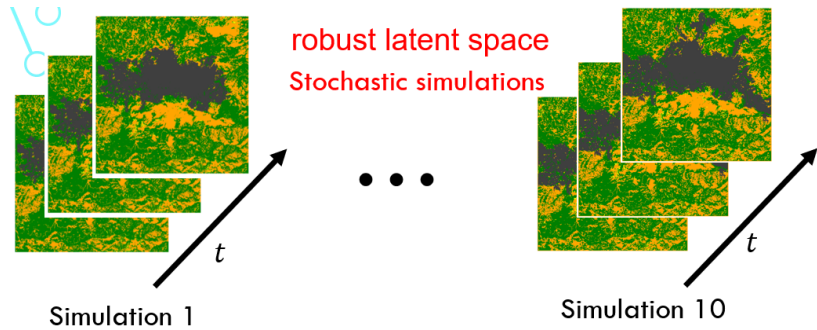 robust latent space
Stochastic simulations
t
t
Simulation 1
Simulation 10